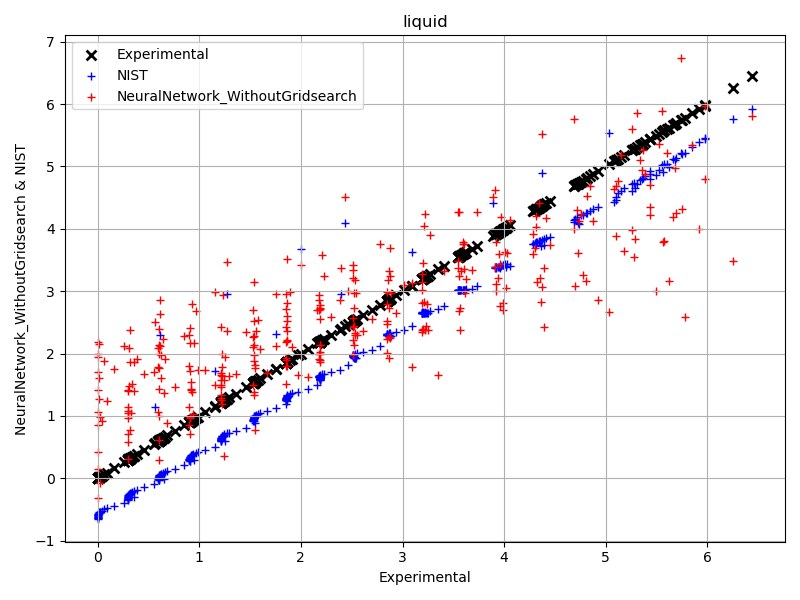 liquid
Experimental
NIST
NeuralNetwork_WithoutGridsearch
NeuralNetwork_WithoutGridsearch & NIST
7
6
5
4
3
2
1
0
−1
0
1
2
3
4
5
6
Experimental